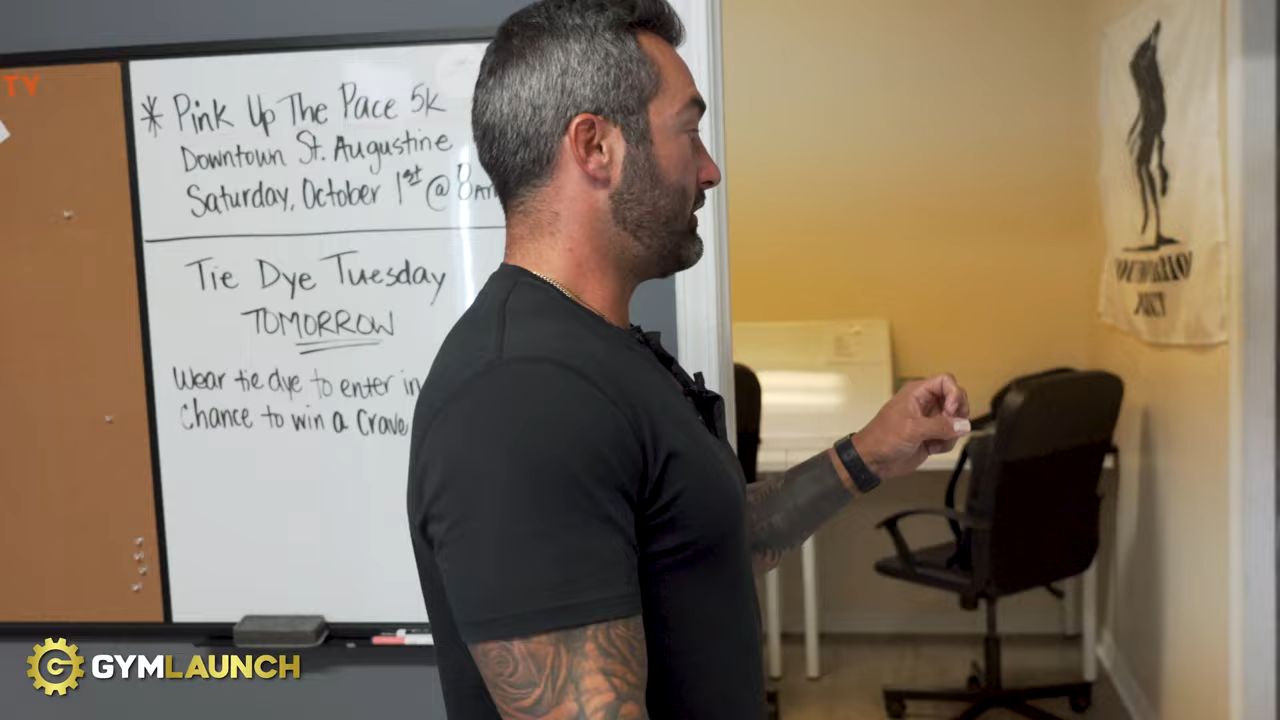 TY
* Pink Up The Pace 5k
Downtown St. Augustine
Saturday, October 1st @ 8AM
Tie Dye Tuesday
TOMORROW
Wear tie dye to enter in
chance to win a Crave
GYMLAUNCH